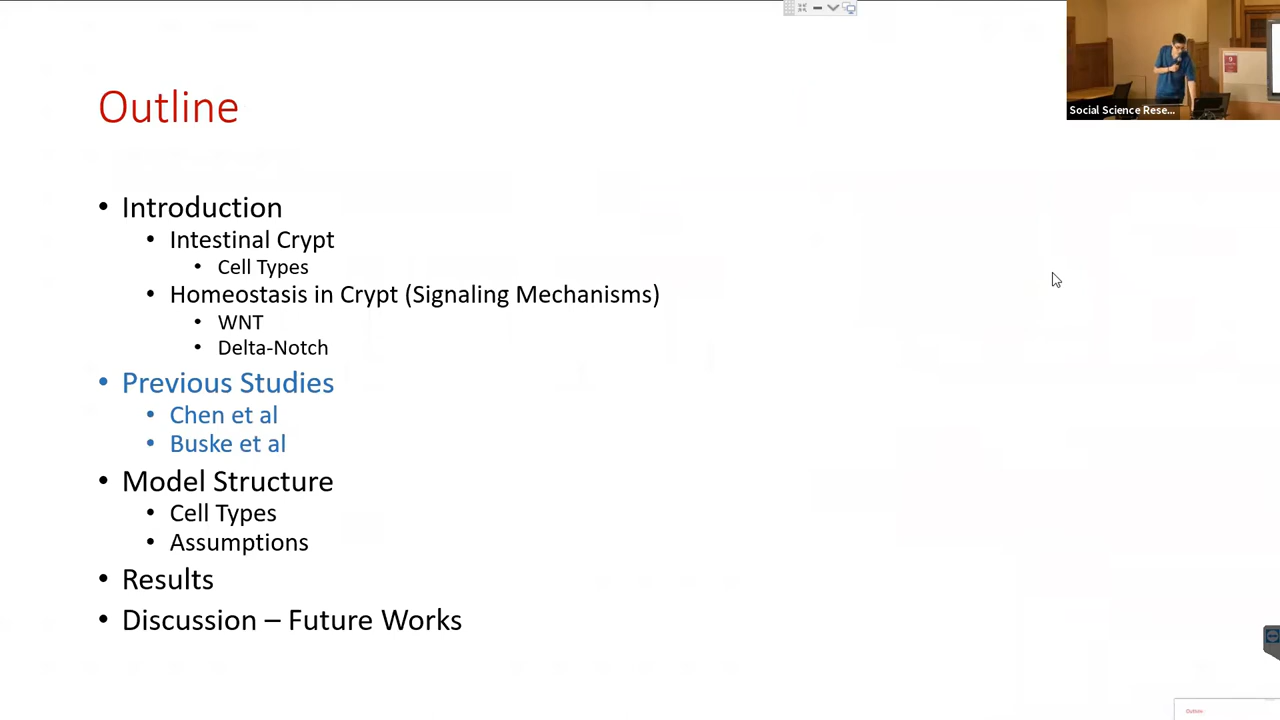 Outline
Social Science Rese...
• Introduction
• Intestinal Crypt
• Cell Types
• Homeostasis in Crypt (Signaling Mechanisms)
• WNT
• Delta-Notch
• Previous Studies
• Chen et al
• Buske et al
• Model Structure
• Cell Types
• Assumptions
• Results
• Discussion – Future Works
Outline